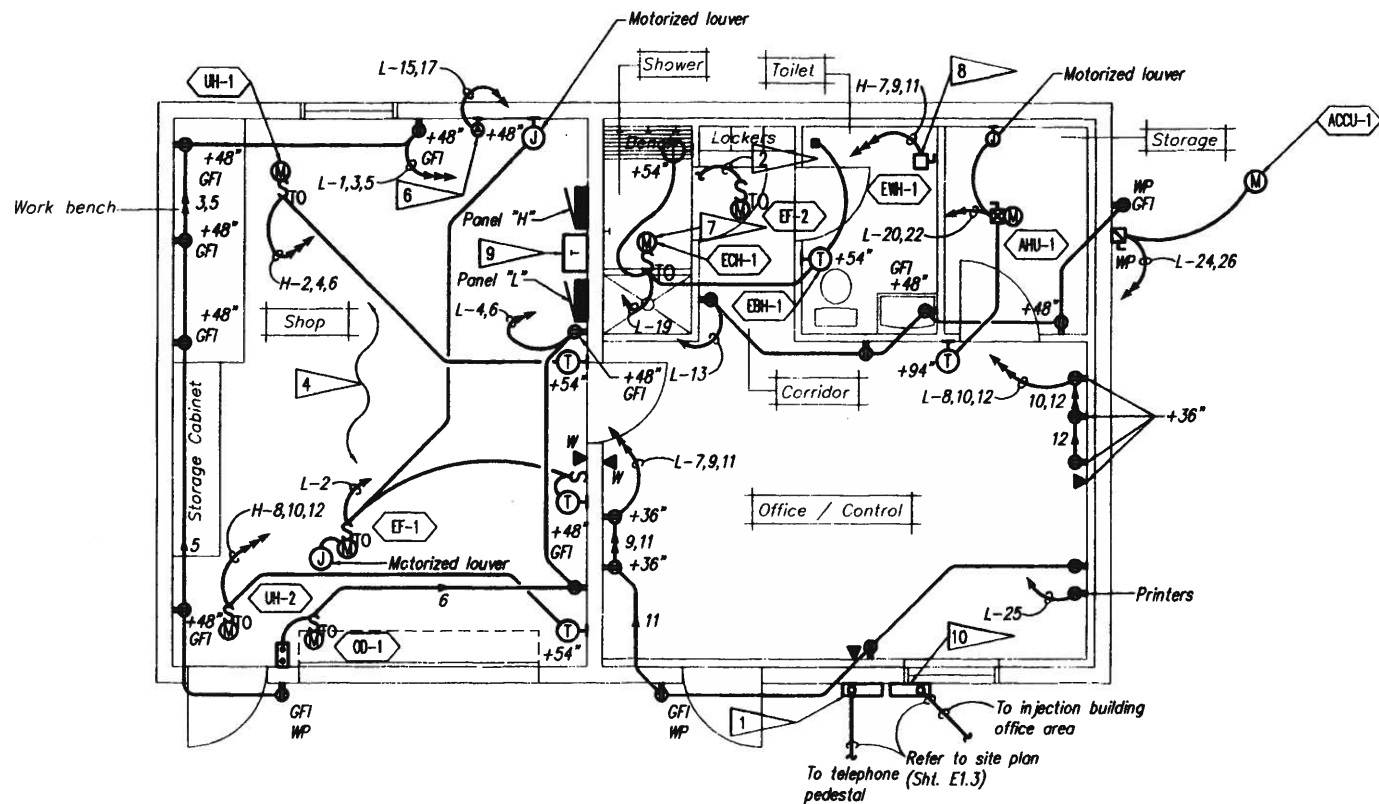 Motorized louver
L-15,17
UH-1
Shower
Toilet
8
H-7,9,11
Motorized louver
ACCU-1
J
+48"
GFI
+48"
+48"
GFI
Lockers
J
Storage
M
TO
L-1,3,5
6
+54"
2
M
TO
EWH-1
M
WP
GFI
Work bench
3,5
Panel "H"
7
EF-2
L-20,22
M
AHU-1
+48"
GFI
9
T
M
ECH-1
T
+54"
WP
L-24,26
H-2,4,6
Panel "L"
TO
GFI
+48"
+48"
GFI
Shop
L-4,6
EBH-1
L-19
+48"
4
T
+54"
+48"
GFI
L-13
Corridor
T
+94"
L-8,10,12
10,12
+36"
12
Storage Cabinet
W
W
L-7,9,11
L-2
H-8,10,12
T
EF-1
TO
M
J
Motorized louver
+48"
GFI
+36"
9,11
+36"
Office / Control
5
UH-2
6
L-25
Printers
+48"
GFI
TO
M
TO
M
OD-1
T
+54"
11
10
GFI
WP
GFI
WP
1
To injection building
office area
To telephone
pedestal
Refer to site plan
(Sht. E1.3)